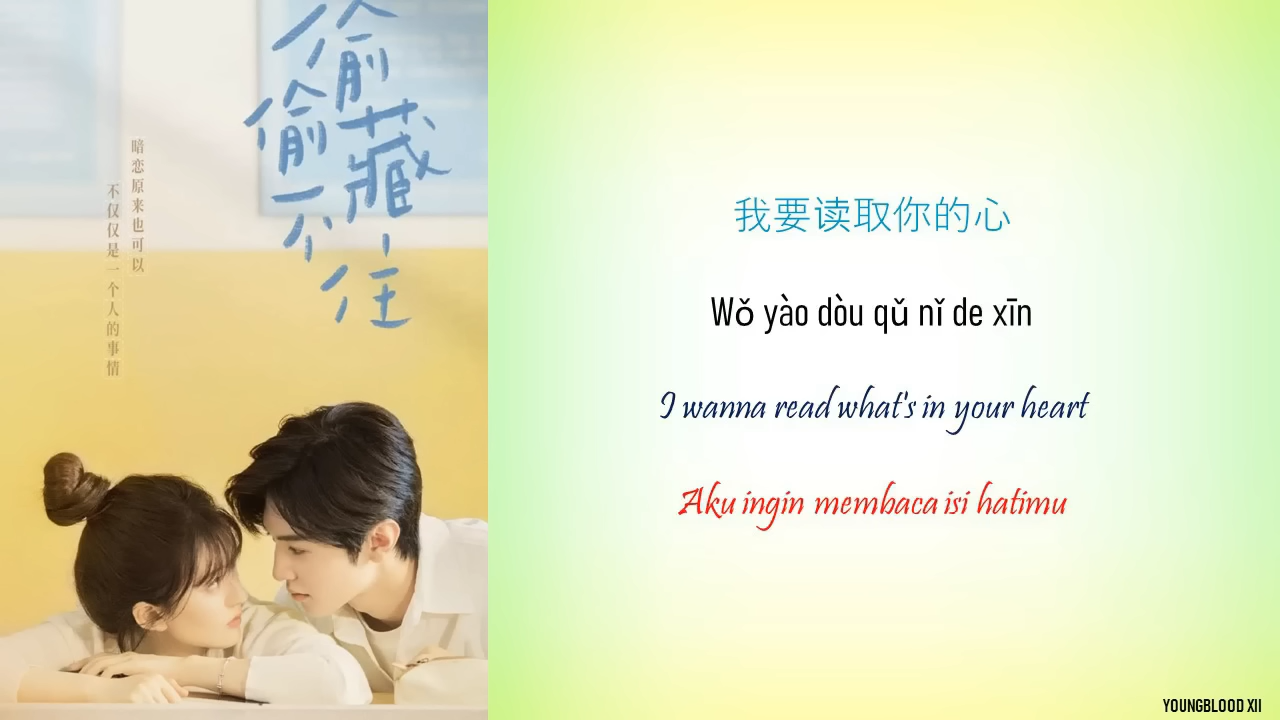 偷偷藏不住
暗恋原来也可以
不仅仅是一个人的事情
我要读取你的心
Wǒ yào dòu qǔ nǐ de xīn
I wanna read what's in your heart
Aku ingin membaca isi hatimu
YOUNGBLOOD XII